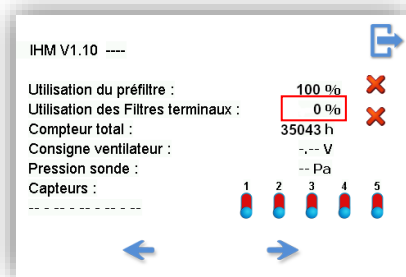 IHM V1.10 ----
Utilisation du préfiltre : 100 %
Utilisation des Filtres terminaux : 0 %
Compteur total : 35043 h
Consigne ventilateur : -.-- V
Pression sonde : -- Pa
Capteurs : 1 2 3 4 5
-- -- -- -- -- -- -- --